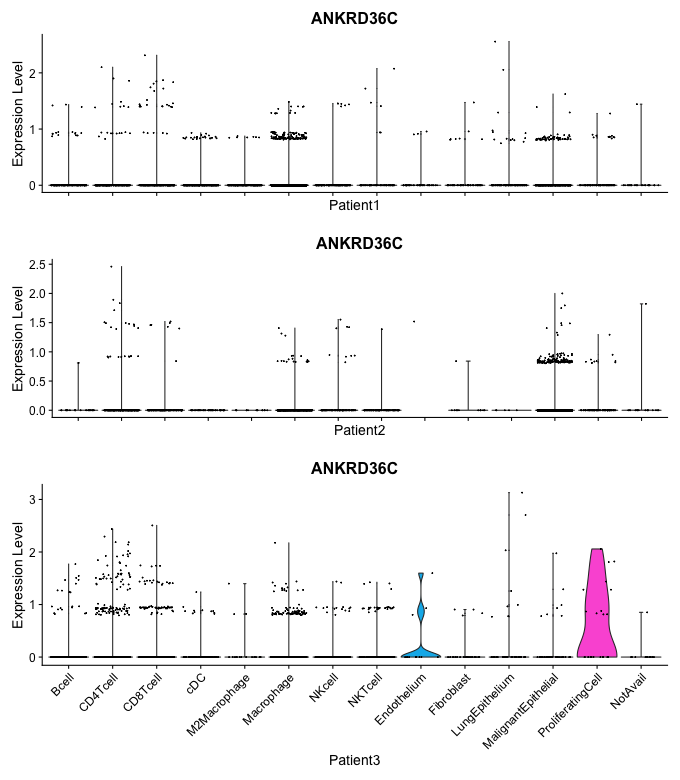 ANKRD36C
Expression Level
2
1
0
Patient1
ANKRD36C
Expression Level
2.5
2.0
1.5
1.0
0.5
0.0
Patient2
ANKRD36C
Expression Level
3
2
1
0
Bcell
CD4Tcell
CD8Tcell
cDC
M2Macrophage
Macrophage
NKcell
NKTcell
Endothelium
Fibroblast
LungEpithelium
MalignantEpithelial
ProliferatingCell
NotAvail
Patient3